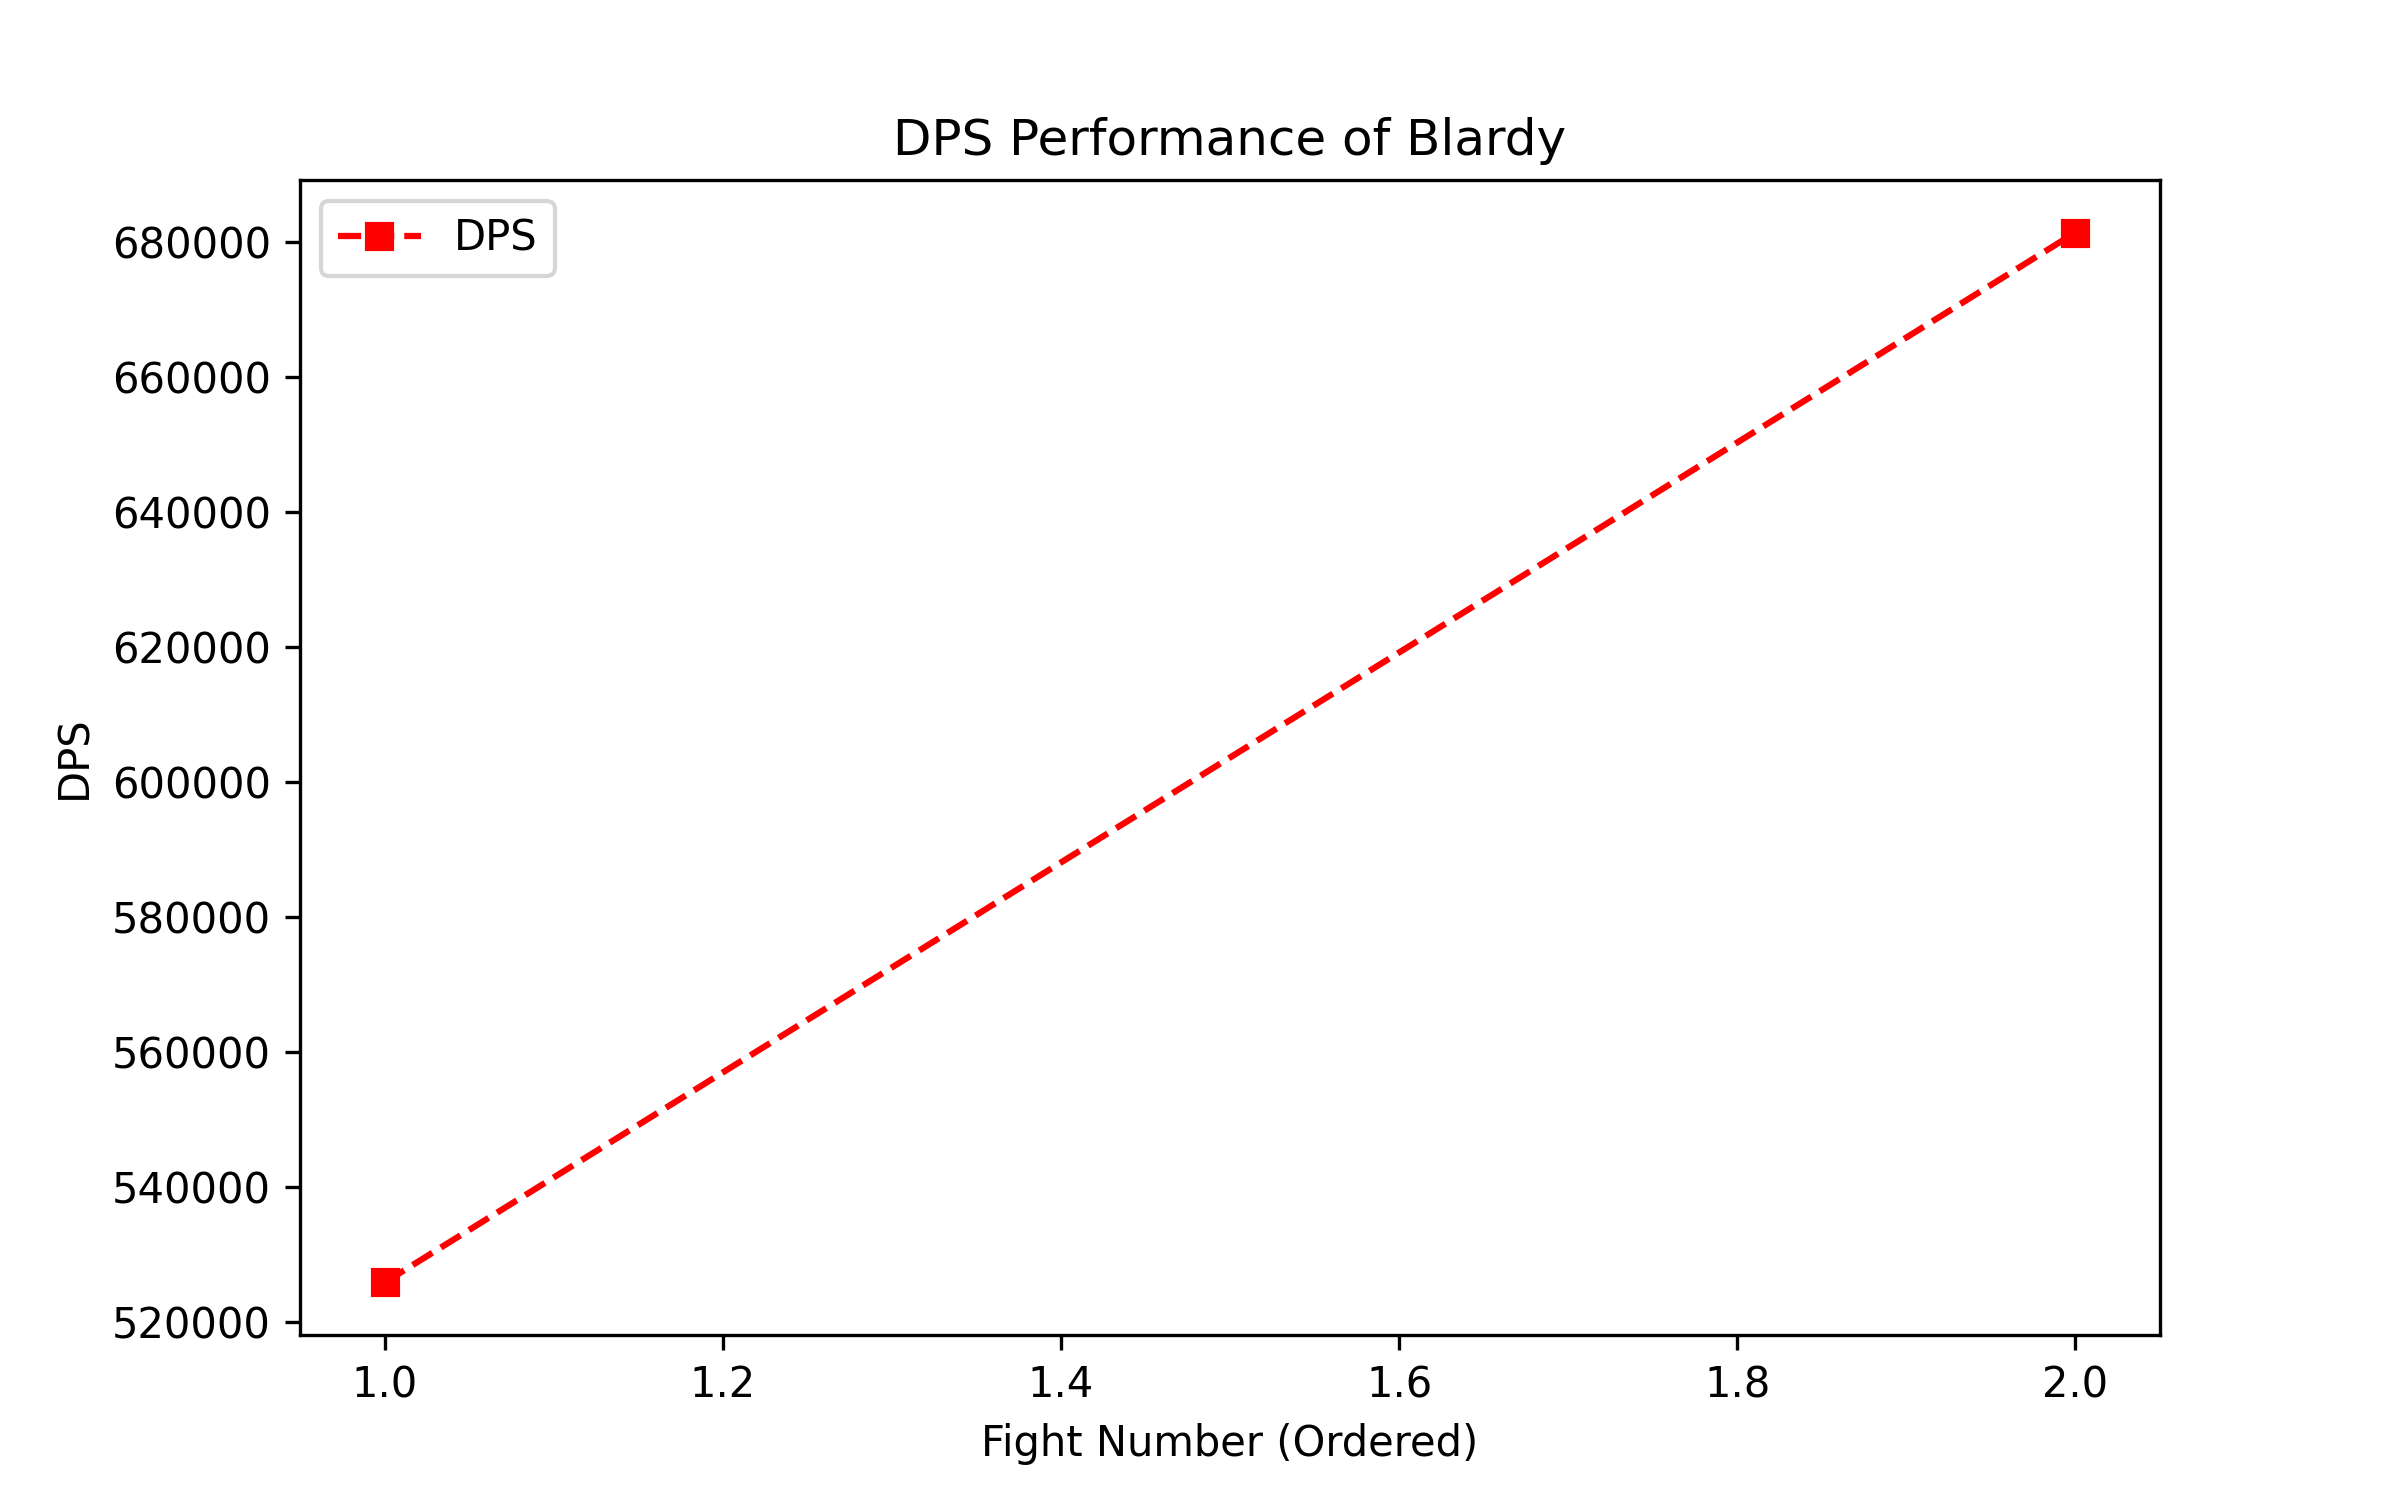 DPS Performance of Blardy
DPS
680000
660000
640000
620000
600000
580000
560000
540000
520000
DPS
1.0 1.2 1.4 1.6 1.8 2.0
Fight Number (Ordered)